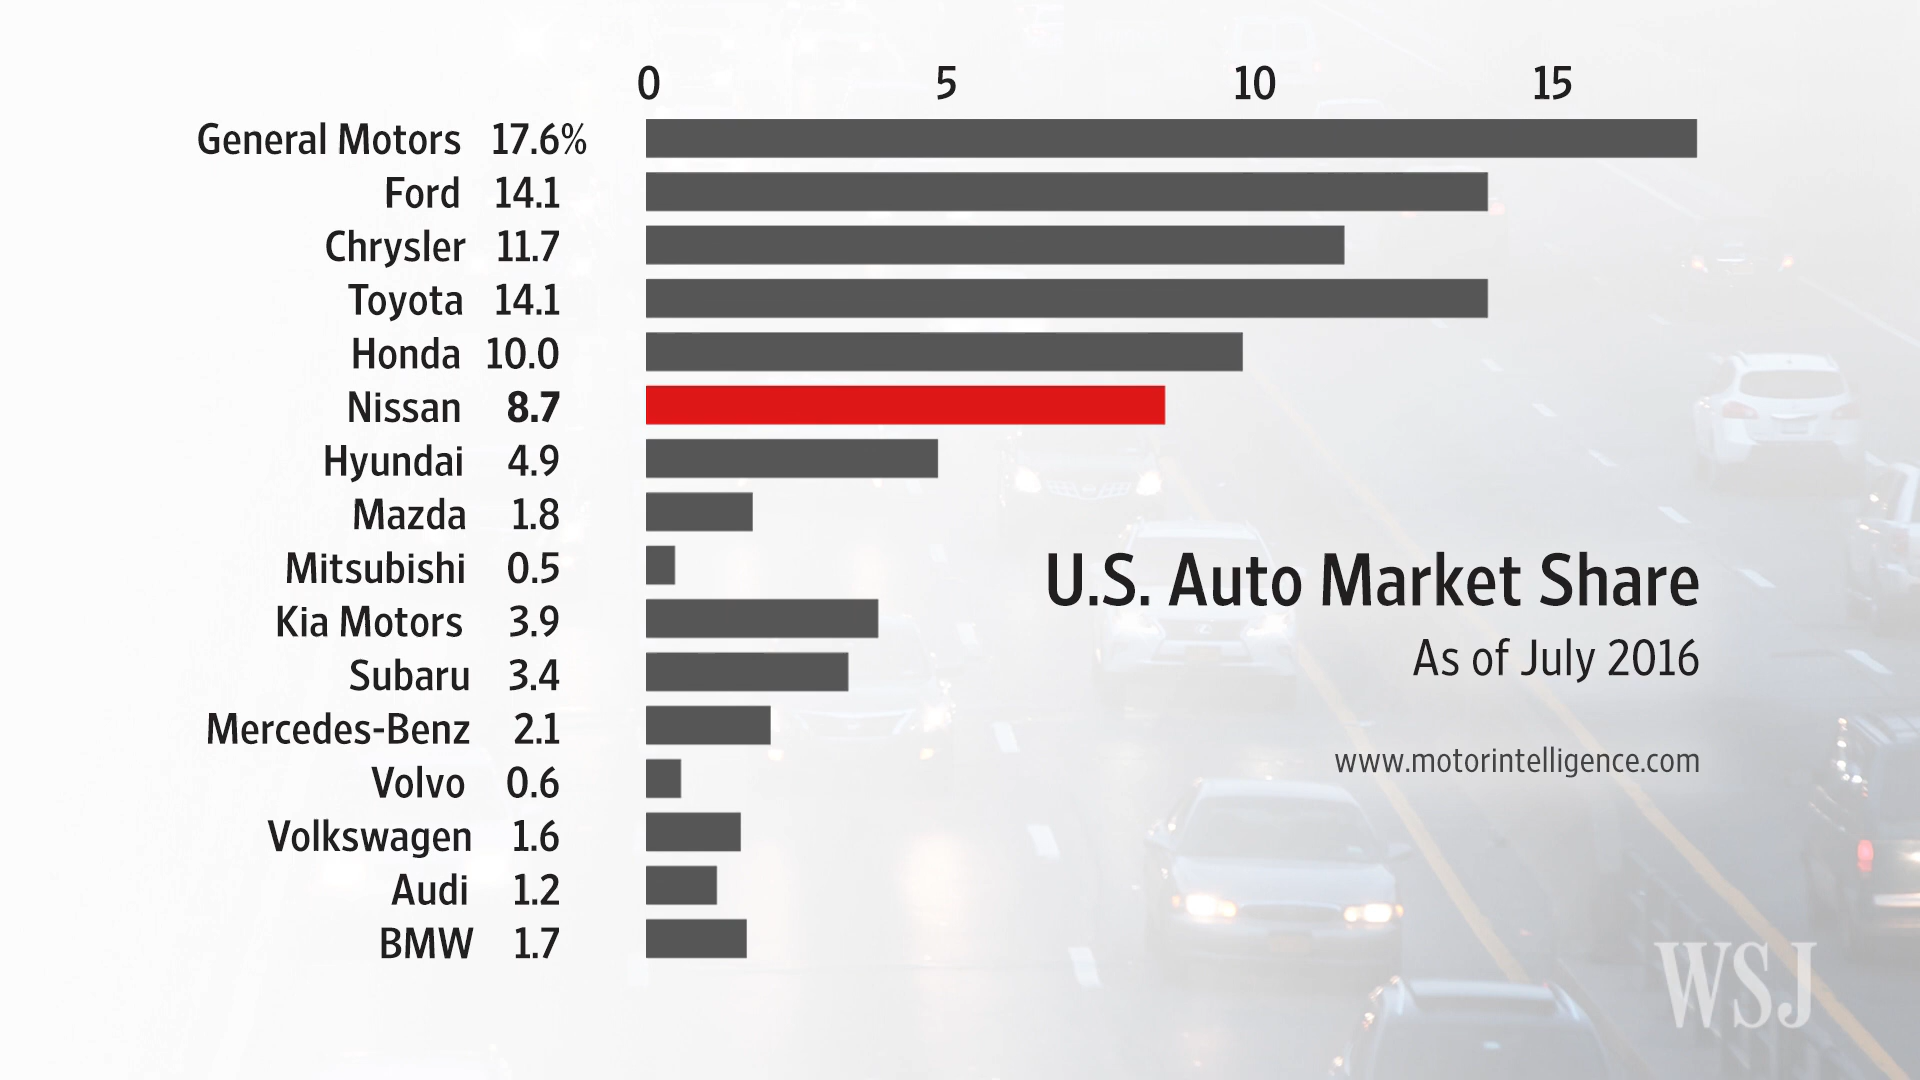 0 5 10 15
General Motors 17.6%
Ford 14.1
Chrysler 11.7
Toyota 14.1
Honda 10.0
Nissan 8.7
Hyundai 4.9
Mazda 1.8
Mitsubishi 0.5
Kia Motors 3.9
Subaru 3.4
Mercedes-Benz 2.1
Volvo 0.6
Volkswagen 1.6
Audi 1.2
BMW 1.7
U.S. Auto Market Share
As of July 2016
www.motorintelligence.com
WSJ